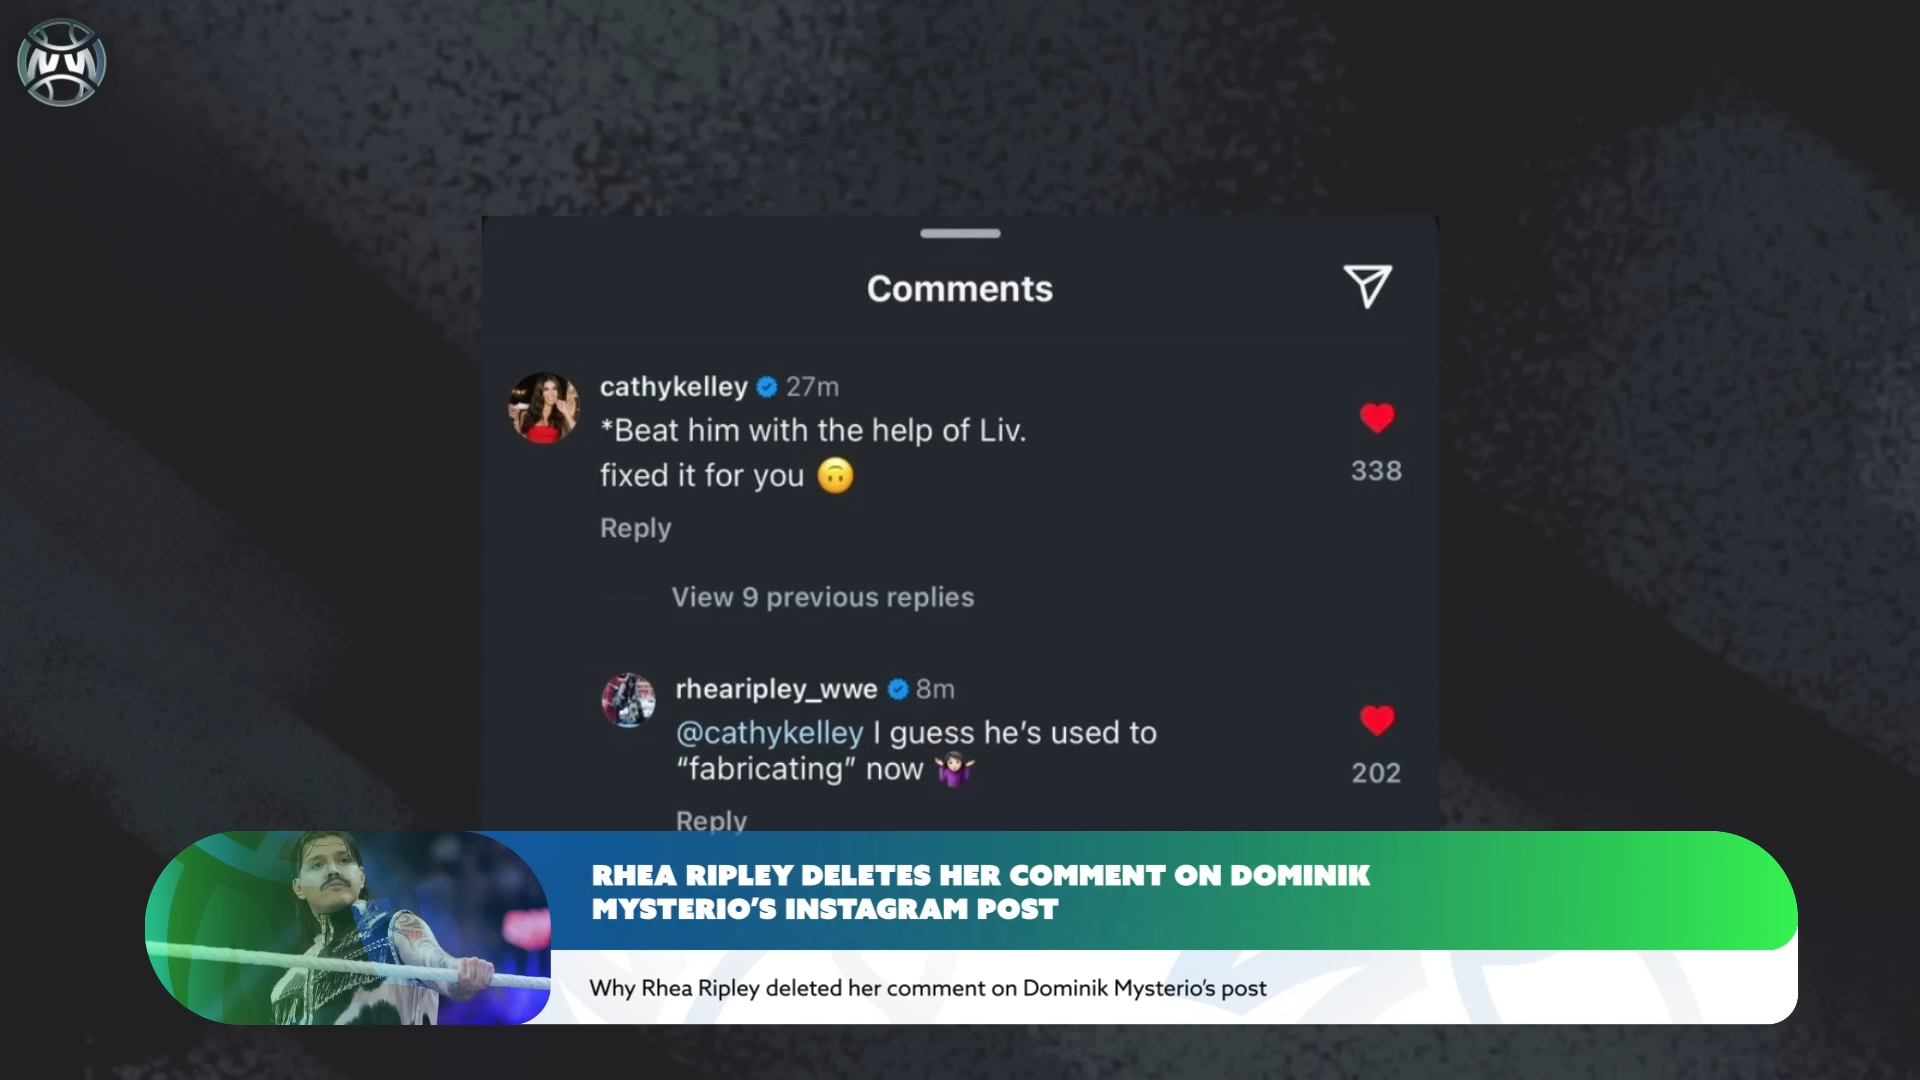 Comments
cathykelley 27m
*Beat him with the help of Liv.
fixed it for you 🙃
338
Reply
View 9 previous replies
rhearipley_wwe 8m
@cathykelley I guess he’s used to
“fabricating” now 🤷🏻‍♀️
202
Reply
RHEA RIPLEY DELETES HER COMMENT ON DOMINIK
MYSTERIO’S INSTAGRAM POST
Why Rhea Ripley deleted her comment on Dominik Mysterio’s post